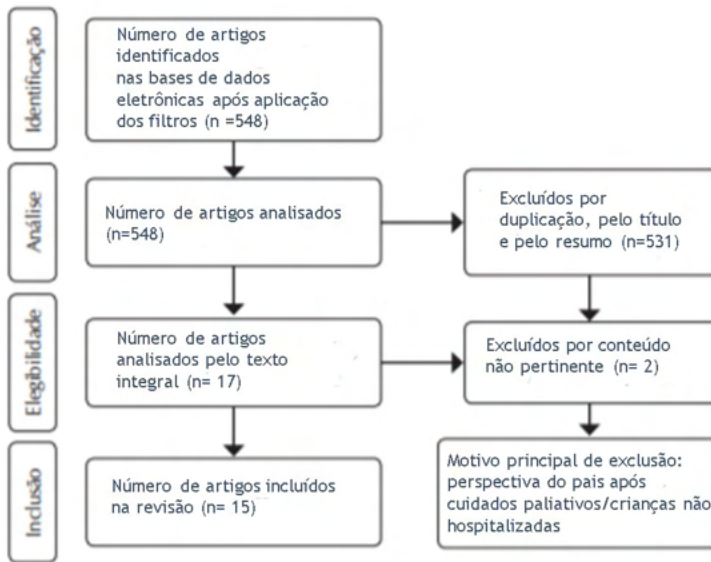 Identificação
Número de artigos
identificados
nas bases de dados
eletrônicas após aplicação
dos filtros (n =548)
Análise
Número de artigos analisados
(n=548)
Excluídos por
duplicação, pelo título
e pelo resumo (n=531)
Elegibilidade
Número de artigos
analisados pelo texto
integral (n= 17)
Excluídos por conteúdo
não pertinente (n= 2)
Inclusão
Número de artigos incluídos
na revisão (n= 15)
Motivo principal de exclusão:
perspectiva do pais após
cuidados paliativos/crianças não
hospitalizadas